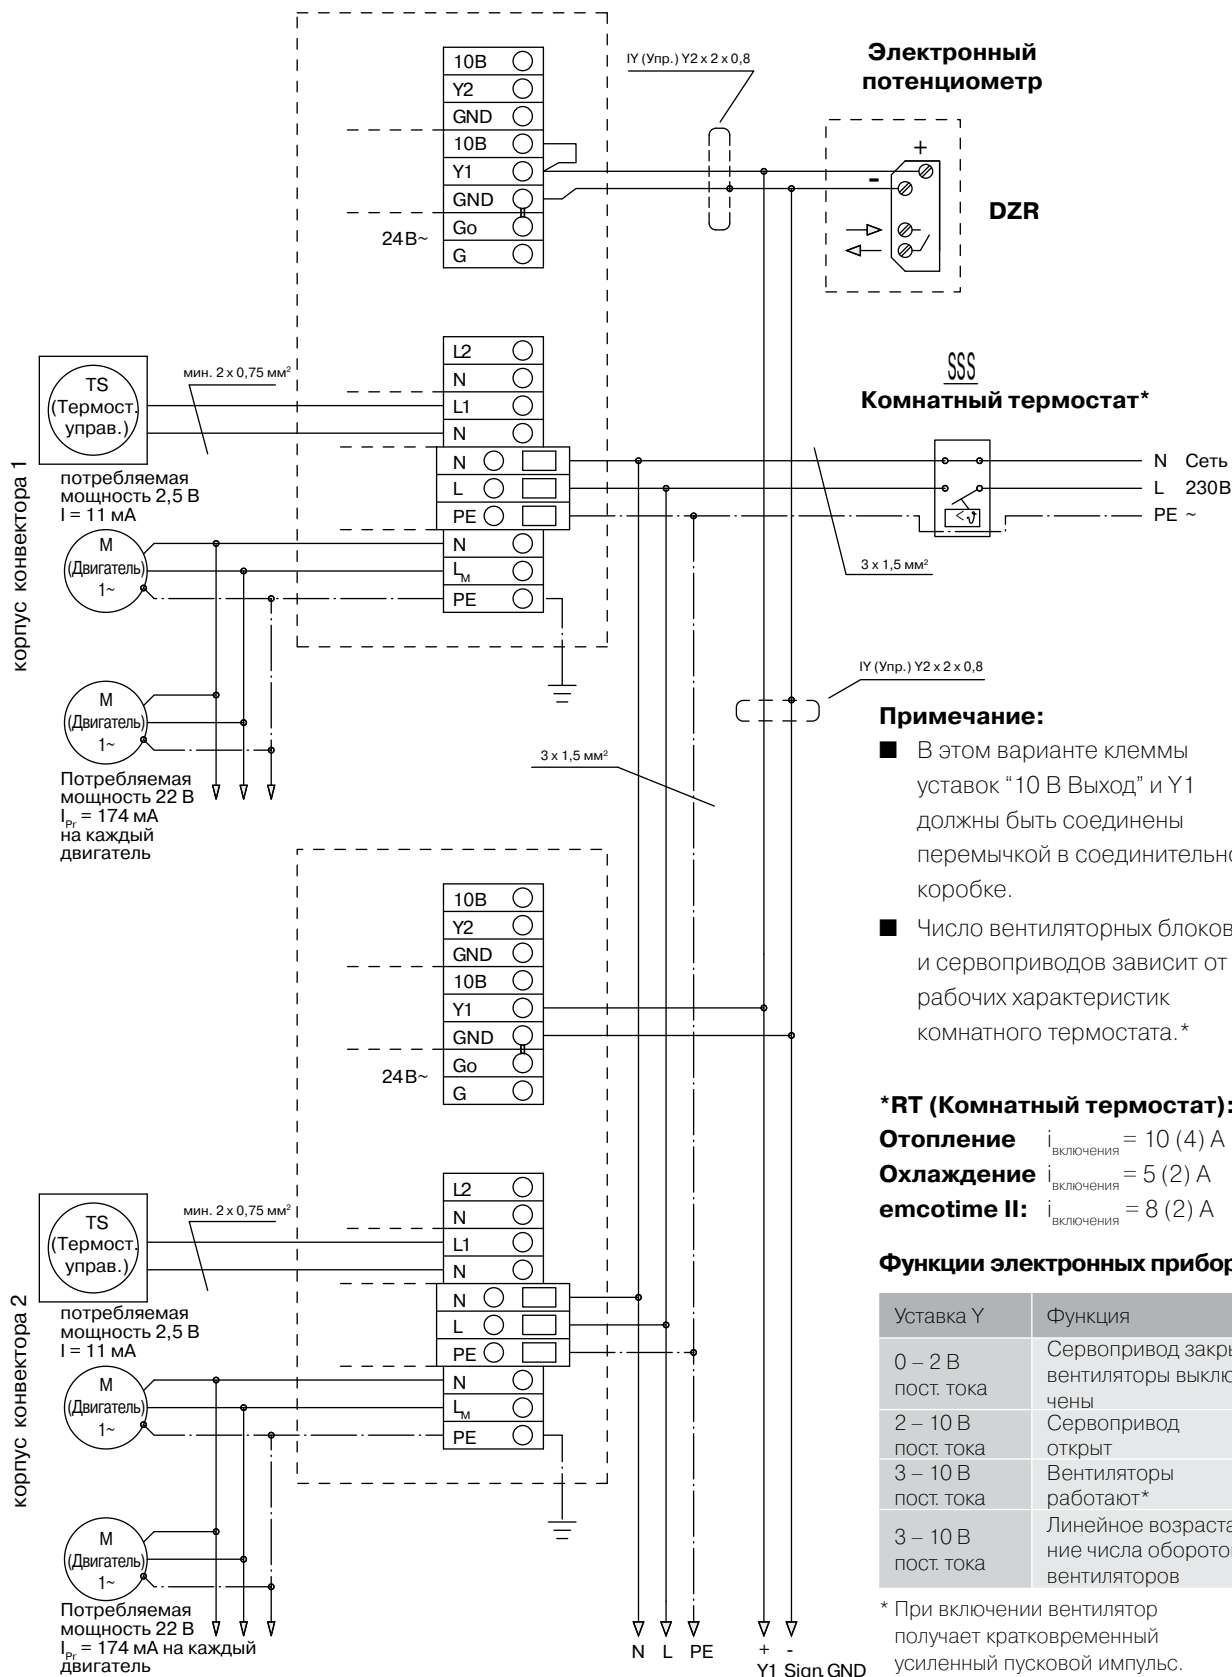 10В
Y2
GND
10В
Y1
GND
Go
G
24В~
IY (Упр.) Y2 x 2 x 0,8
Электронный
потенциометр
+
-
DZR
L2
N
L1
N
N
L
PE
N
L_M
PE
TS
(Термост.
управ.)
мин. 2 x 0,75 мм²
потребляемая
мощность 2,5 В
I = 11 мА
M
(Двигатель)
1~
M
(Двигатель)
1~
Потребляемая
мощность 22 В
I_Pr = 174 мА
на каждый
двигатель
корпус конвектора 1
SSS
Комнатный термостат*
N Сеть
L 230В
PE ~
3 x 1,5 мм²
IY (Упр.) Y2 x 2 x 0,8
3 x 1,5 мм²
Примечание:
■ В этом варианте клеммы
уставок “10 В Выход” и Y1
должны быть соединены
перемычкой в соединительно
коробке.
■ Число вентиляторных блоков
и сервоприводов зависит от
рабочих характеристик
комнатного термостата.*
*RT (Комнатный термостат):
Отопление i включения = 10 (4) А
Охлаждение i включения = 5 (2) А
emcotime II: i включения = 8 (2) А
Функции электронных прибор
Уставка Y Функция
0 – 2 В
пост. тока
Сервопривод закры
вентиляторы выклю
чены
2 – 10 В
пост. тока
Сервопривод
открыт
3 – 10 В
пост. тока
Вентиляторы
работают*
3 – 10 В
пост. тока
Линейное возраста
ние числа оборото
вентиляторов
* При включении вентилятор
получает кратковременный
усиленный пусковой импульс.
10В
Y2
GND
10В
Y1
GND
Go
G
24В~
L2
N
L1
N
N
L
PE
N
L_M
PE
TS
(Термост.
управ.)
мин. 2 x 0,75 мм²
потребляемая
мощность 2,5 В
I = 11 мА
M
(Двигатель)
1~
M
(Двигатель)
1~
Потребляемая
мощность 22 В
I_Pr = 174 мА на каждый
двигатель
корпус конвектора 2
N L PE + -
Y1 Sign. GND